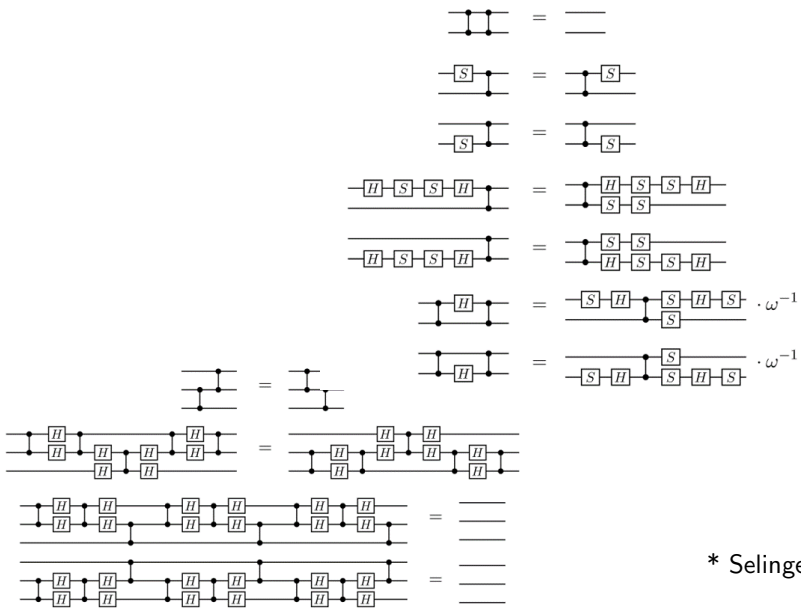 =
S = S
=
S S
H S S H = H S S H
S S
= S S
H S S H H S S H
H = S H S H S · ω⁻¹
S
= S · ω⁻¹
H S H S H S
=
H H = H H
H H H H H H H H
H H H H
H H H H H H =
H H H H H H
H H H H H H =
H H H H H H
* Selinge